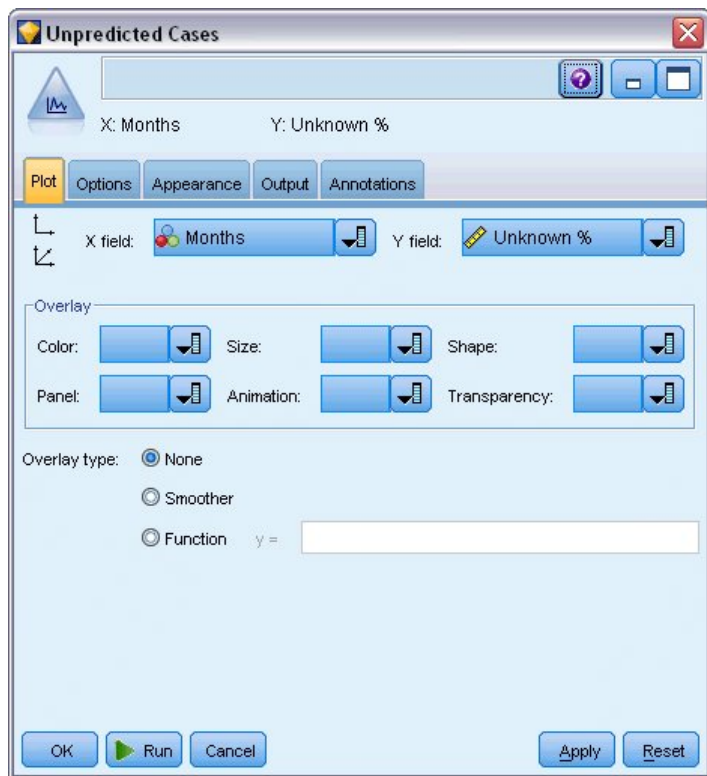 Unpredicted Cases
X: Months Y: Unknown %
Plot Options Appearance Output Annotations
X field: Months Y field: Unknown %
Overlay
Color: Size: Shape:
Panel: Animation: Transparency:
Overlay type: None
Smoother
Function y =
OK Run Cancel Apply Reset